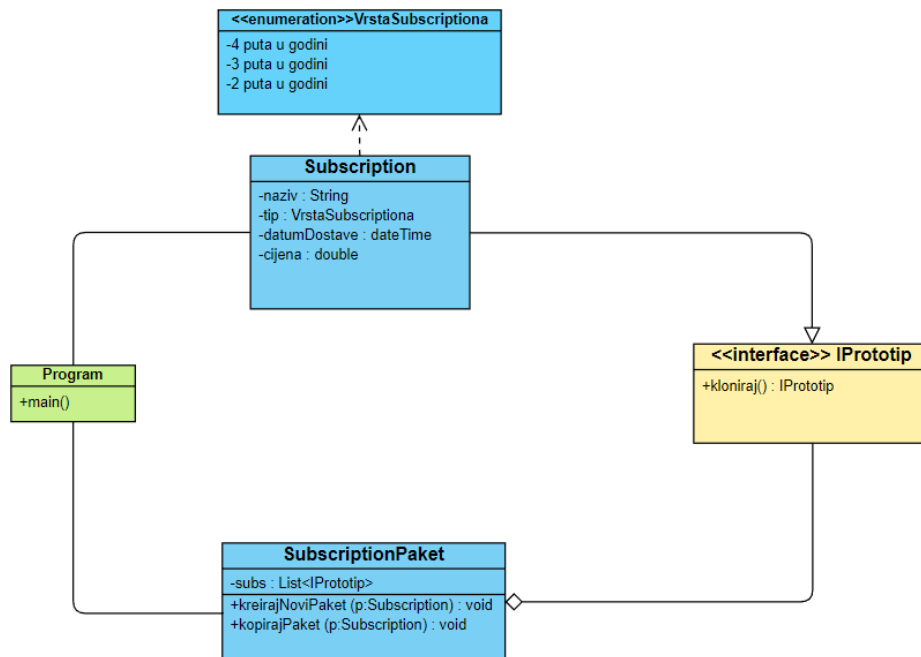 <<enumeration>>VrstaSubscriptiona
-4 puta u godini
-3 puta u godini
-2 puta u godini
Subscription
-naziv : String
-tip : VrstaSubscriptiona
-datumDostave : dateTime
-cijena : double
Program
+main()
<<interface>> IPrototip
+kloniraj() : IPrototip
SubscriptionPaket
-subs : List<IPrototip>
+kreirajNoviPaket (p:Subscription) : void
+kopirajPaket (p:Subscription) : void